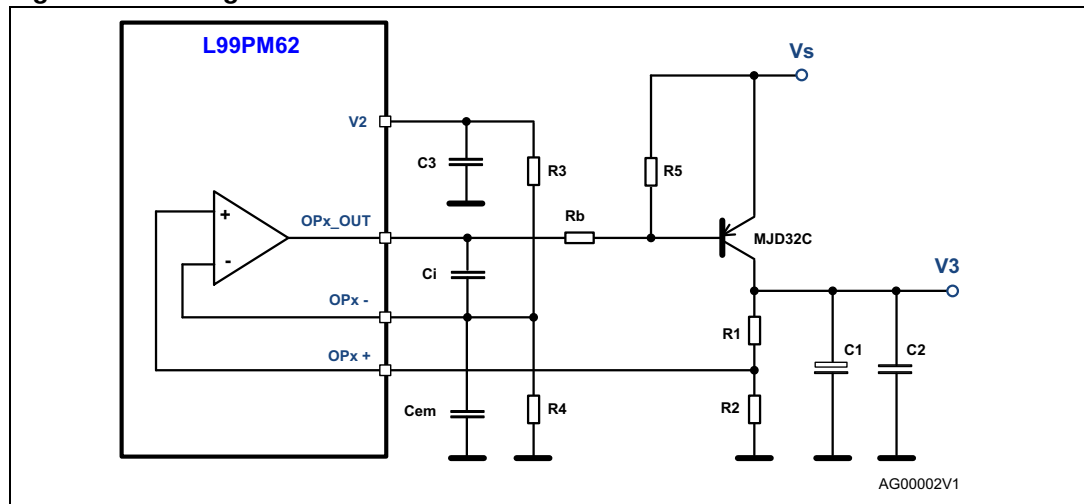 L99PM62
Vs
V2
C3
R3
R5
OPx_OUT
Rb
MJD32C
+
-
Ci
V3
OPx -
R1
C1
C2
OPx +
Cem
R4
R2
AG00002V1